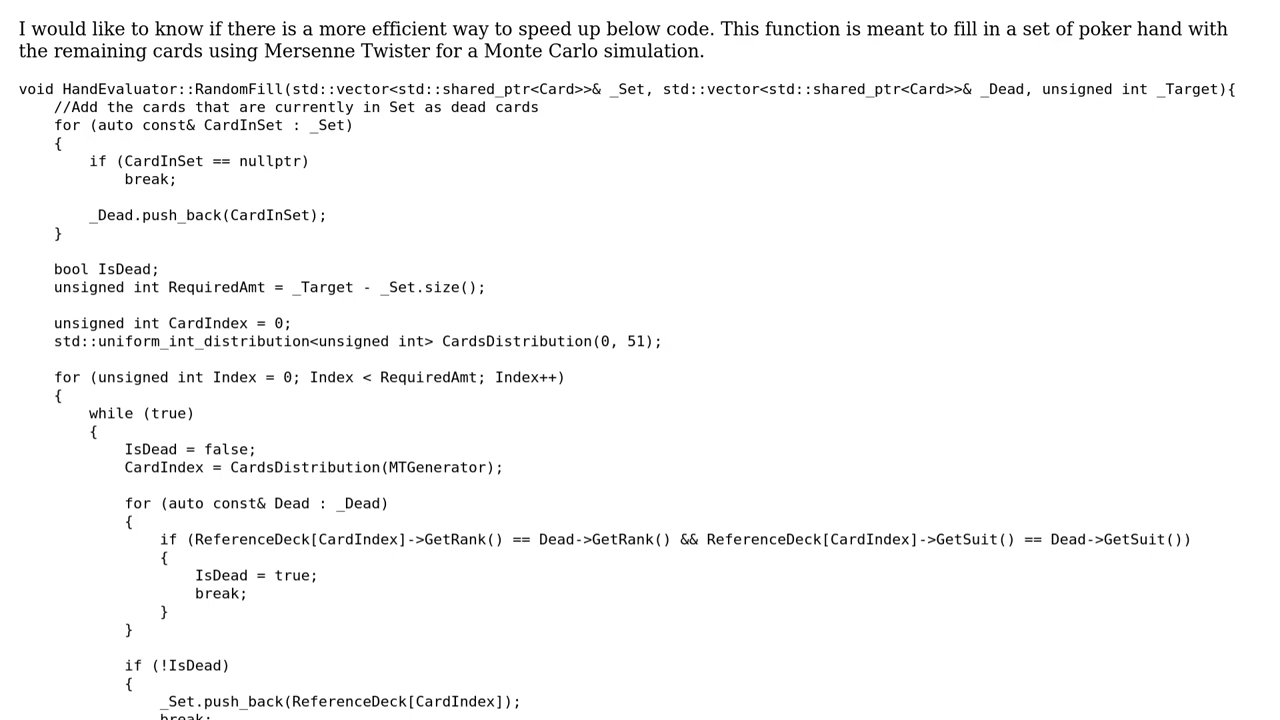 I would like to know if there is a more efficient way to speed up below code. This function is meant to fill in a set of poker hand with
the remaining cards using Mersenne Twister for a Monte Carlo simulation.
void HandEvaluator::RandomFill(std::vector<std::shared_ptr<Card>>& _Set, std::vector<std::shared_ptr<Card>>& _Dead, unsigned int _Target){
    //Add the cards that are currently in Set as dead cards
    for (auto const& CardInSet : _Set)
    {
        if (CardInSet == nullptr)
            break;
        _Dead.push_back(CardInSet);
    }
    bool IsDead;
    unsigned int RequiredAmt = _Target - _Set.size();
    unsigned int CardIndex = 0;
    std::uniform_int_distribution<unsigned int> CardsDistribution(0, 51);
    for (unsigned int Index = 0; Index < RequiredAmt; Index++)
    {
        while (true)
        {
            IsDead = false;
            CardIndex = CardsDistribution(MTGenerator);
            for (auto const& Dead : _Dead)
            {
                if (ReferenceDeck[CardIndex]->GetRank() == Dead->GetRank() && ReferenceDeck[CardIndex]->GetSuit() == Dead->GetSuit())
                {
                    IsDead = true;
                    break;
                }
            }
            if (!IsDead)
            {
                _Set.push_back(ReferenceDeck[CardIndex]);
                break;